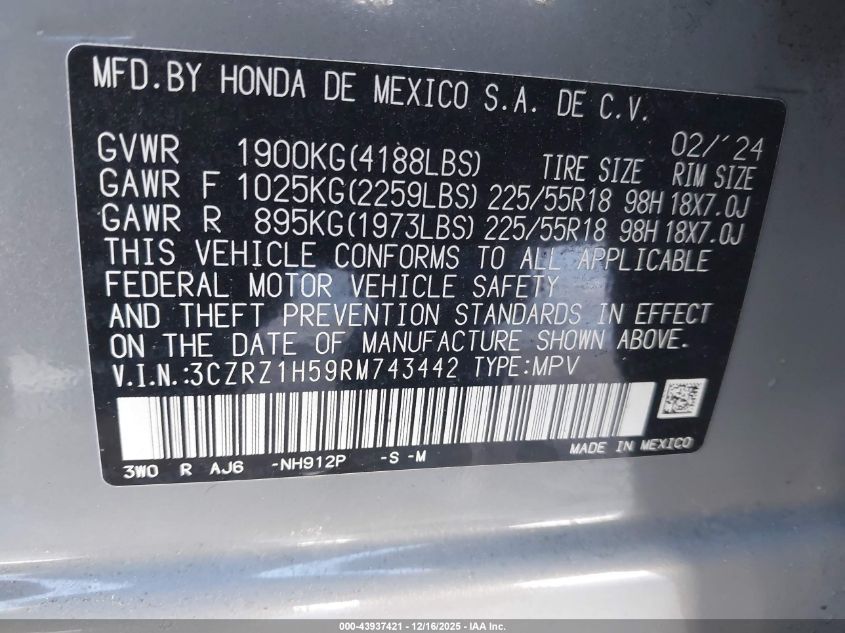 MFD.BY HONDA DE MEXICO S.A. DE C.V.
02/'24
GVWR 1900KG(4188LBS) TIRE SIZE RIM SIZE
GAWR F 1025KG(2259LBS) 225/55R18 98H 18X7.0J
GAWR R 895KG(1973LBS) 225/55R18 98H 18X7.0J
THIS VEHICLE CONFORMS TO ALL APPLICABLE
FEDERAL MOTOR VEHICLE SAFETY
AND THEFT PREVENTION STANDARDS IN EFFECT
ON THE DATE OF MANUFACTURE SHOWN ABOVE.
V.I.N.:3CZRZ1H59RM743442 TYPE:MPV
MADE IN MEXICO
3W0 R AJ6 -NH912P -S -M
000-43937421 - 12/16/2025 - IAA Inc.